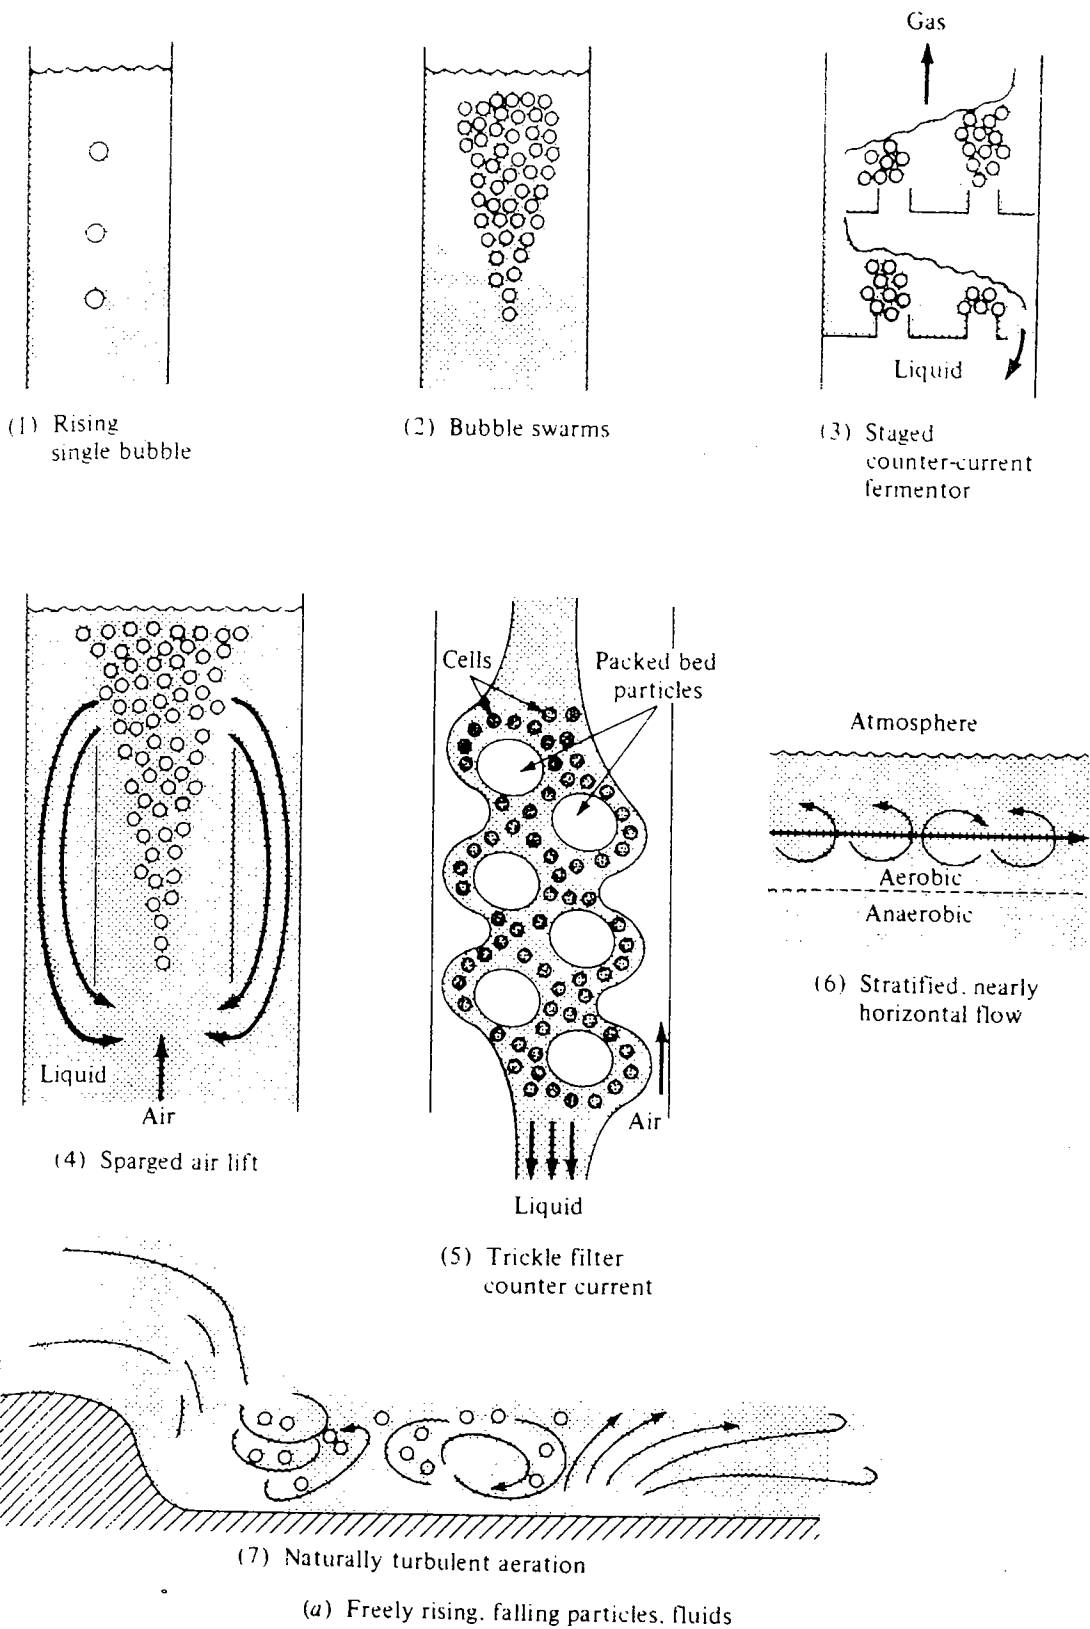 Gas
Liquid
(1) Rising
single bubble
(2) Bubble swarms
(3) Staged
counter-current
fermentor
Cells
Packed bed
particles
Atmosphere
Aerobic
Anaerobic
(6) Stratified, nearly
horizontal flow
Liquid
Air
(4) Sparged air lift
Air
Liquid
(5) Trickle filter
counter current
(7) Naturally turbulent aeration
(a) Freely rising, falling particles, fluids